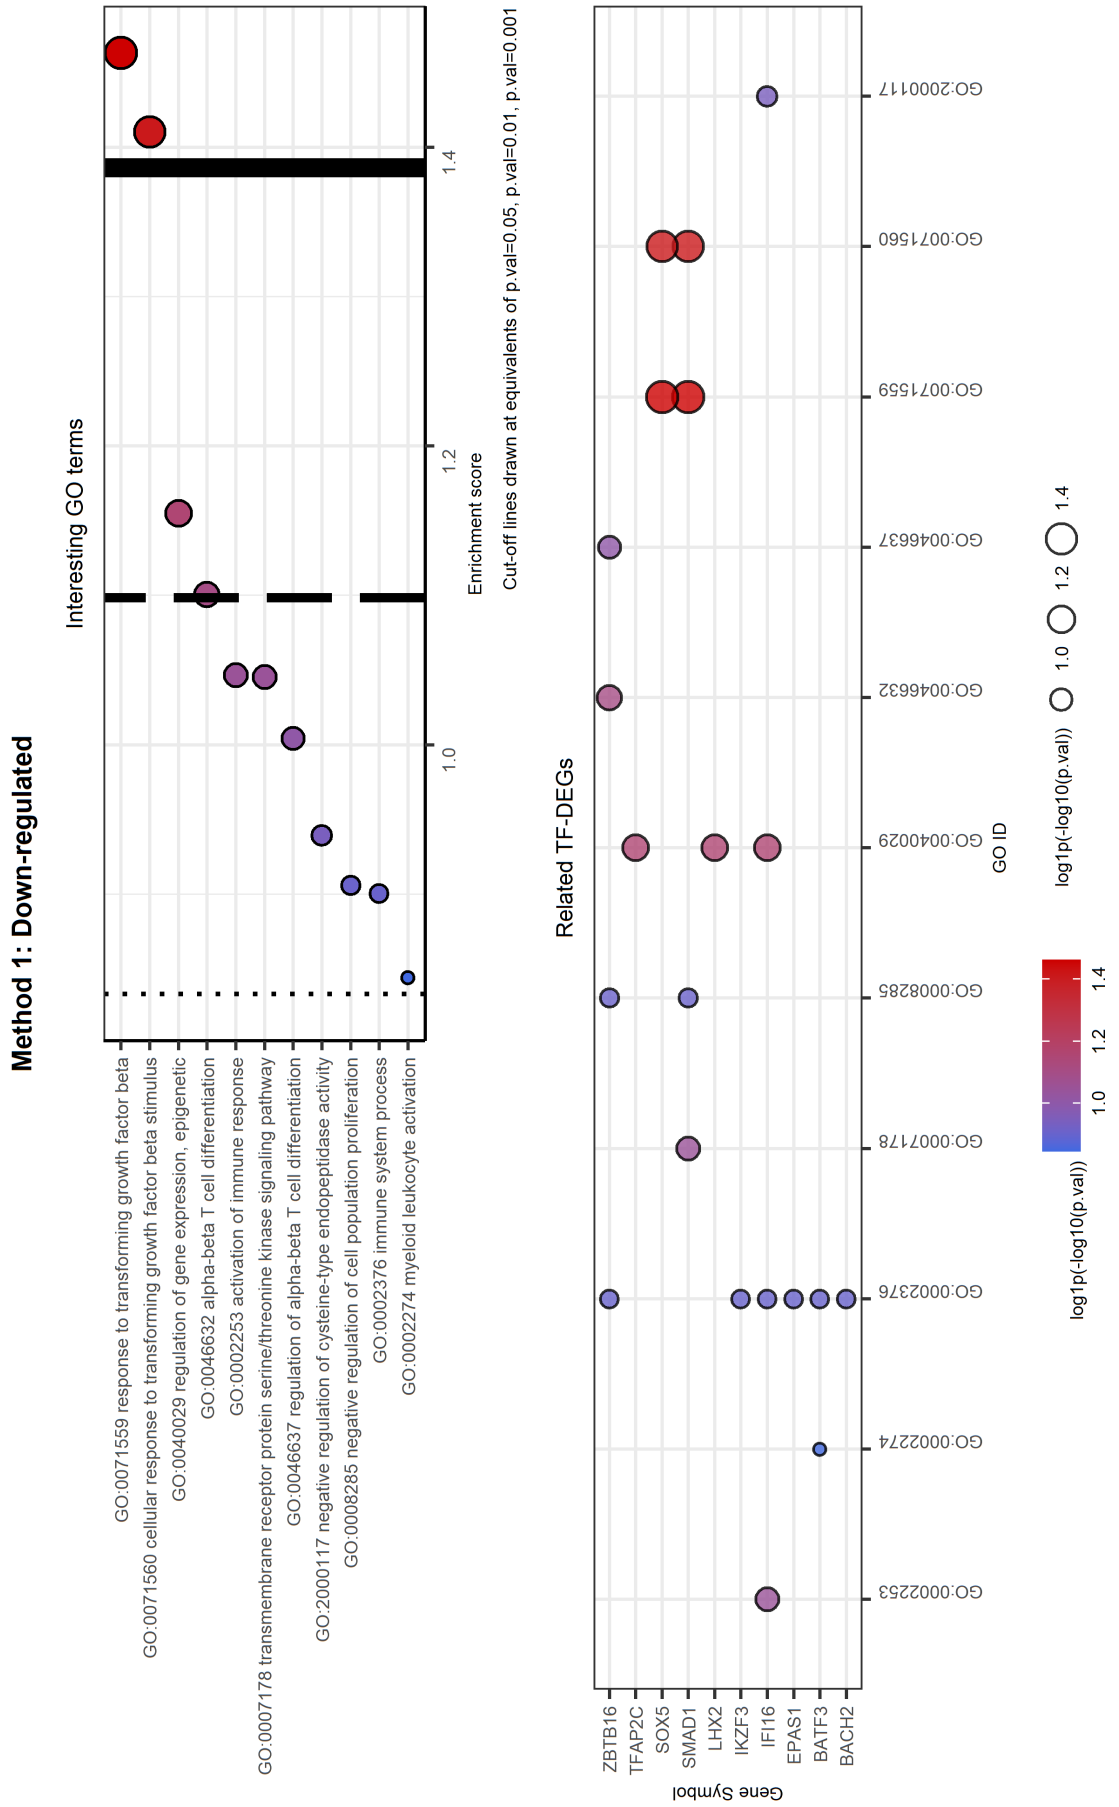 Method 1: Down-regulated
Interesting GO terms
GO:0071559 response to transforming growth factor beta
GO:0071560 cellular response to transforming growth factor beta stimulus
GO:0040029 regulation of gene expression, epigenetic
GO:0046632 alpha-beta T cell differentiation
GO:0002253 activation of immune response
GO:0007178 transmembrane receptor protein serine/threonine kinase signaling pathway
GO:0046637 regulation of alpha-beta T cell differentiation
GO:2000117 negative regulation of cysteine-type endopeptidase activity
GO:0008285 negative regulation of cell population proliferation
GO:0002376 immune system process
GO:0002274 myeloid leukocyte activation
1.0 1.2 1.4
Enrichment score
Cut-off lines drawn at equivalents of p.val=0.05, p.val=0.01, p.val=0.001
Related TF-DEGs
Gene Symbol
ZBTB16
TFAP2C
SOX5
SMAD1
LHX2
IKZF3
IFI16
EPAS1
BATF3
BACH2
GO:0002253
GO:0002274
GO:0002376
GO:0007178
GO:0008285
GO:0040029
GO:0046632
GO:0046637
GO:0071559
GO:0071560
GO:2000117
GO ID
log1p(-log10(p.val))
1.0 1.2 1.4
log1p(-log10(p.val))
1.0 1.2 1.4